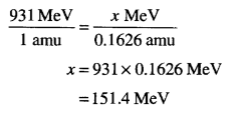 931 MeV / 1 amu = x MeV / 0.1626 amu
x = 931 × 0.1626 MeV
= 151.4 MeV